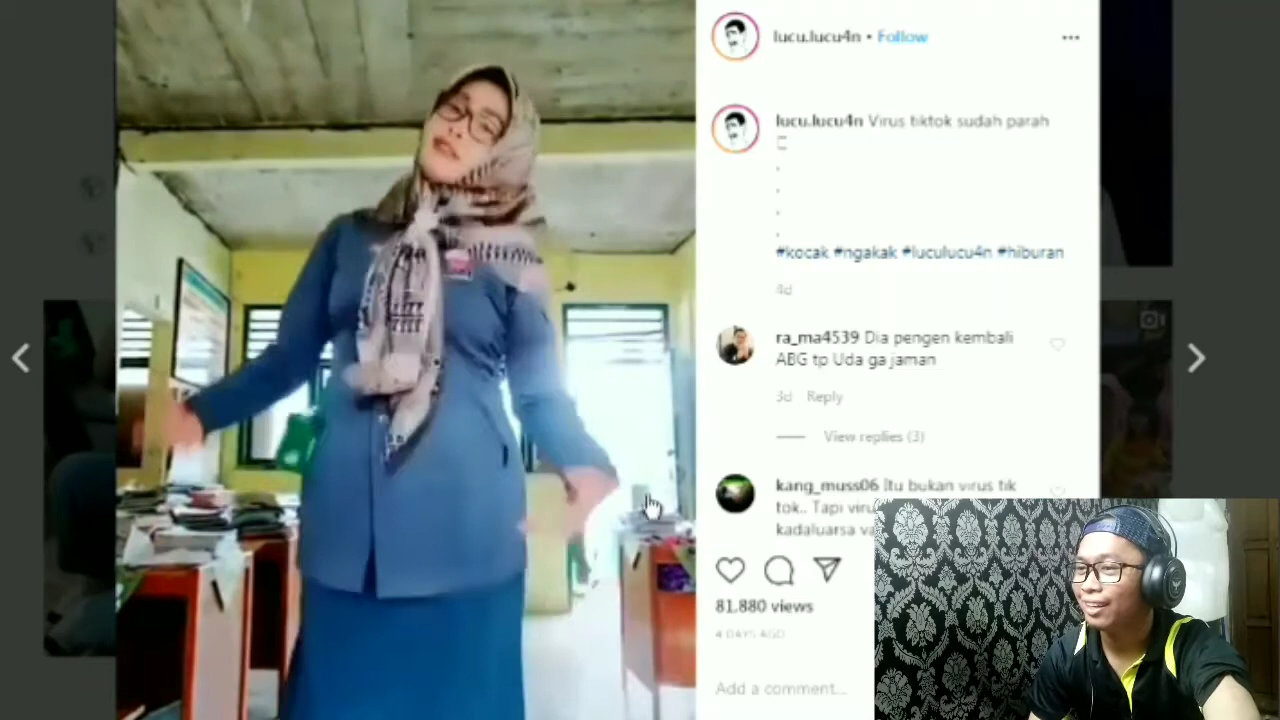 lucu.lucu4n • Follow
lucu.lucu4n Virus tiktok sudah parah
.
.
.
.
#kocak #ngakak #luculucu4n #hiburan
4d
ra_ma4539 Dia pengen kembali
ABG tp Uda ga jaman
3d Reply
View replies (3)
kang_muss06 Itu bukan virus tik
tok.. Tapi
kadaluarsa
81.880 views
4 DAYS AGO
Add a comment...